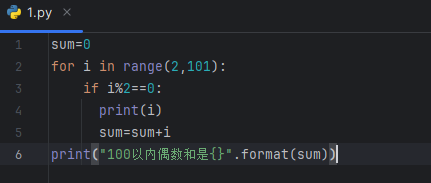 1.py ×
1 sum=0
2 for i in range(2,101):
3     if i%2==0:
4       print(i)
5       sum=sum+i
6 print("100以内偶数和是{}".format(sum))